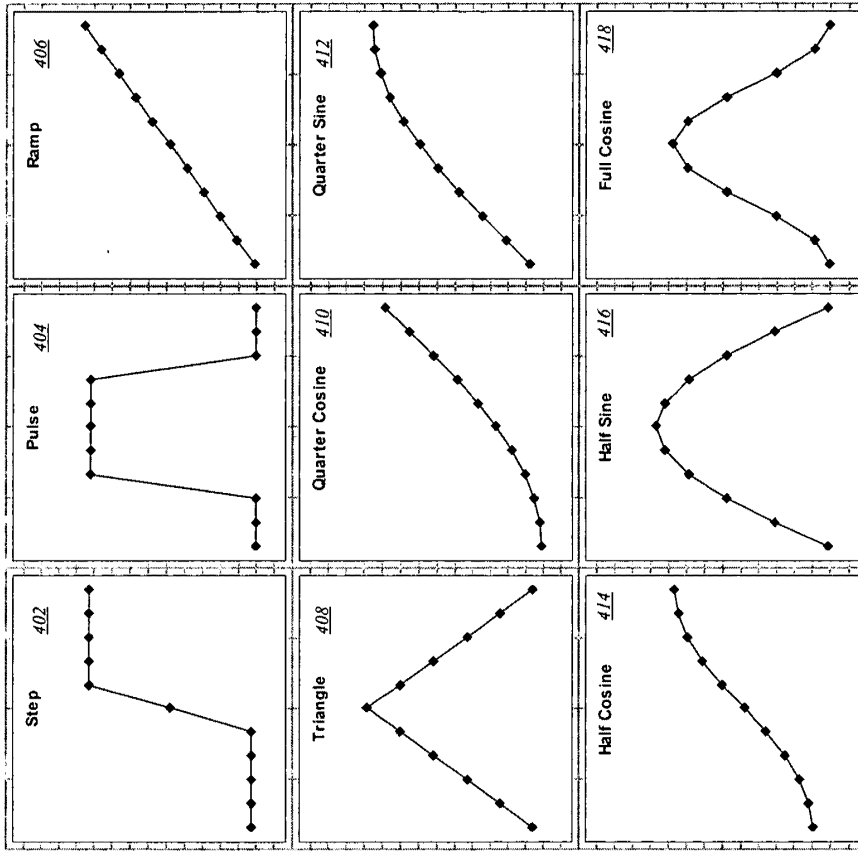 Step
402
Pulse
404
Ramp
406
Triangle
408
Quarter Cosine
410
Quarter Sine
412
Half Cosine
414
Half Sine
416
Full Cosine
418